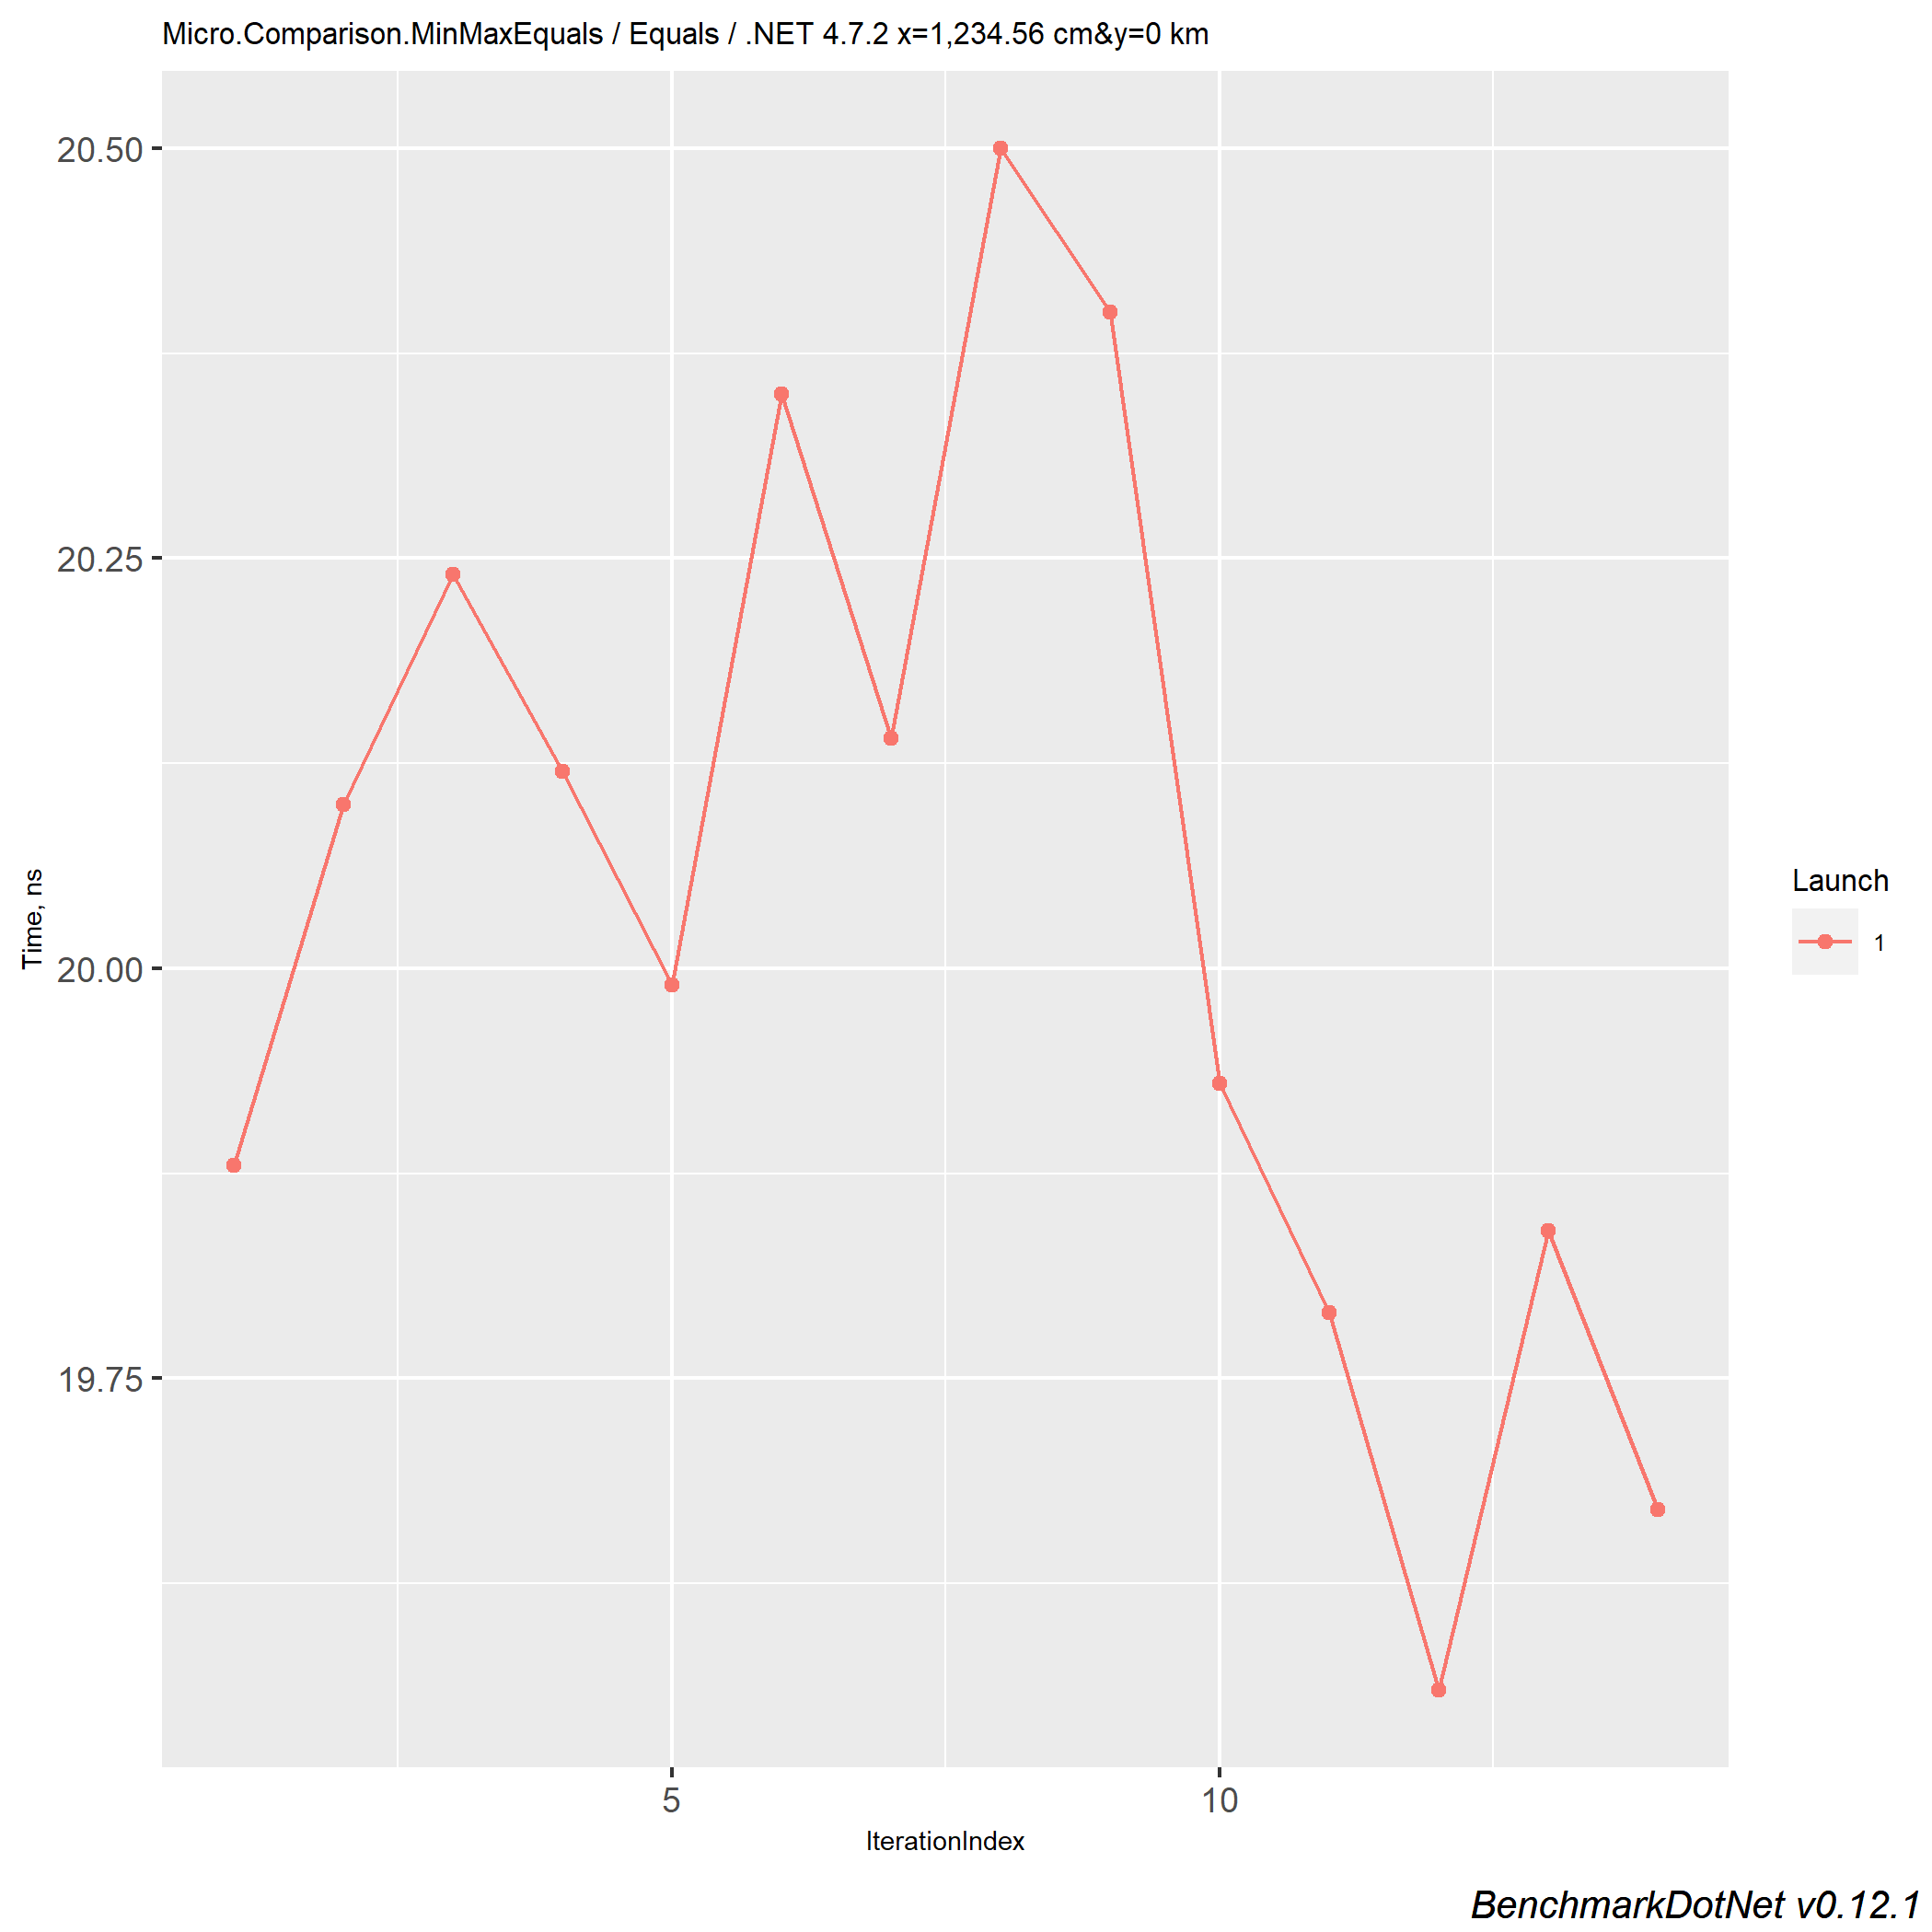 Micro.Comparison.MinMaxEquals / Equals / .NET 4.7.2 x=1,234.56 cm&y=0 km
20.50
20.25
20.00
19.75
Time, ns
5
10
IterationIndex
Launch
1
BenchmarkDotNet v0.12.1